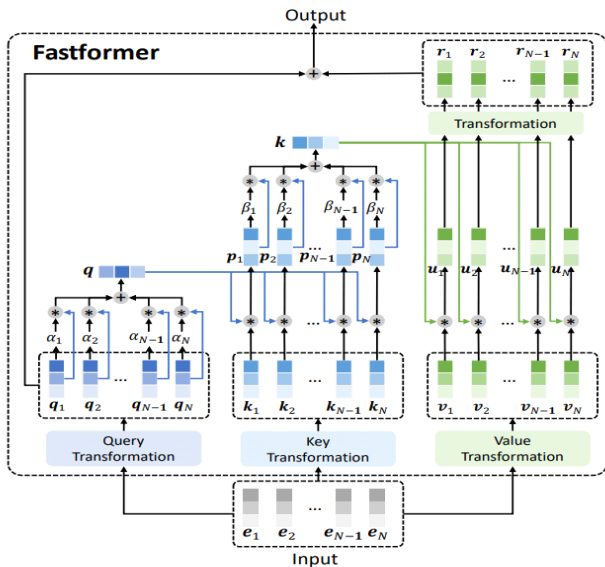 Output
Fastformer
r1 r2 ... rN−1 rN
Transformation
k
+
+
* * * *
β1 β2 βN−1 βN
...
p1 p2 pN−1 pN
u1 u2 ... uN−1 uN
q
+
* * * *
* * ... * *
* * ... * *
α1 α2 αN−1 αN
...
q1 q2 qN−1 qN
...
k1 k2 kN−1 kN
...
v1 v2 vN−1 vN
Query
Transformation
Key
Transformation
Value
Transformation
...
e1 e2 eN−1 eN
Input